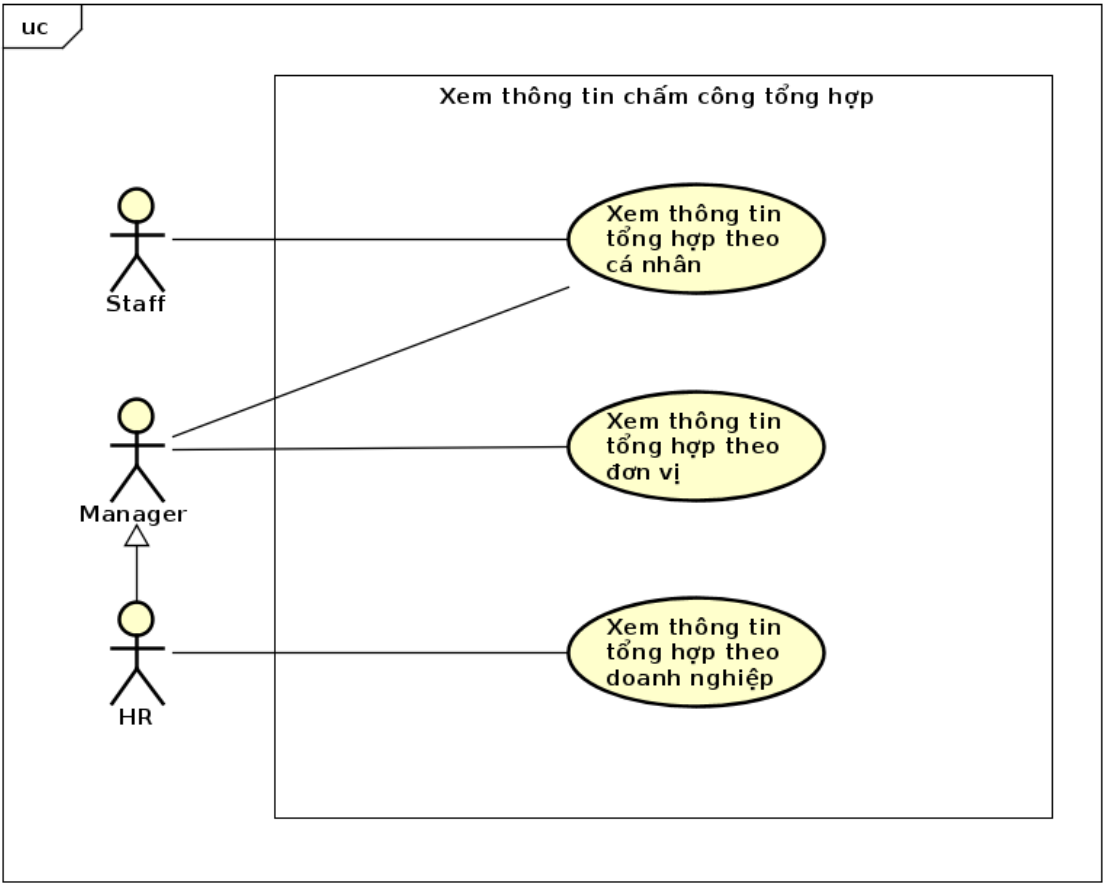 uc
Xem thông tin chấm công tổng hợp
Xem thông tin
tổng hợp theo
cá nhân
Staff
Xem thông tin
tổng hợp theo
đơn vị
Manager
Xem thông tin
tổng hợp theo
doanh nghiệp
HR